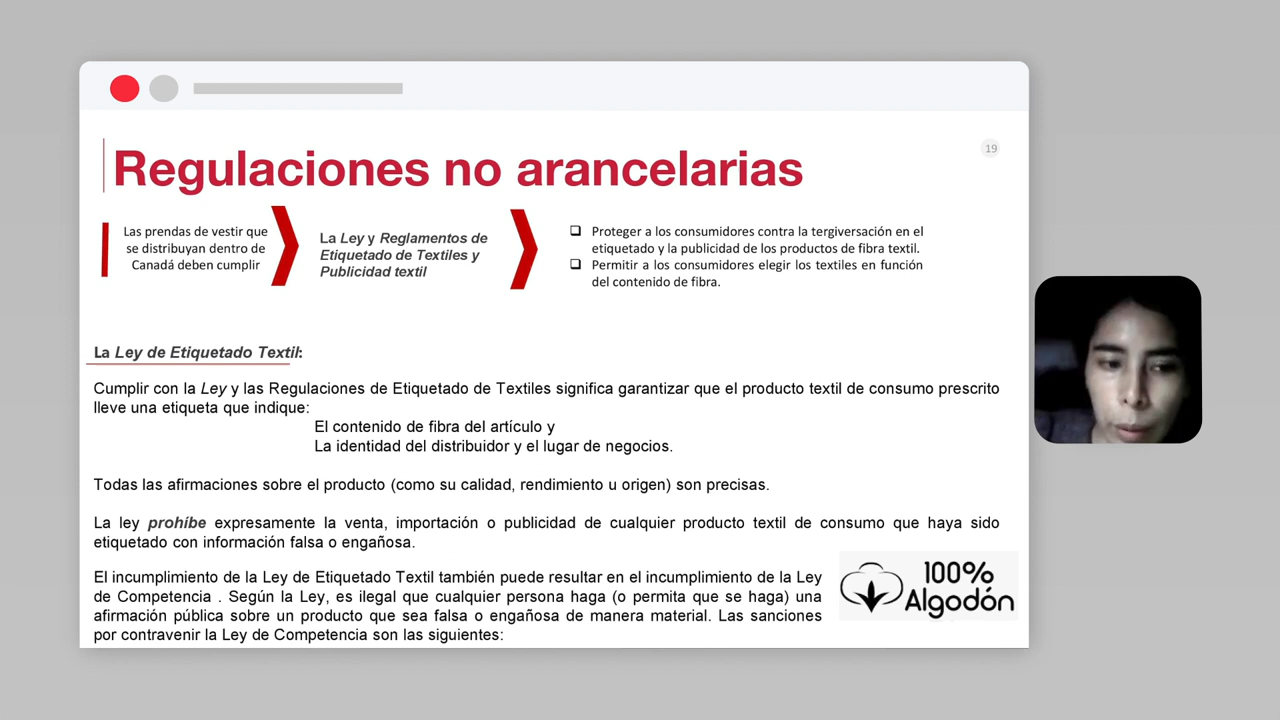 Regulaciones no arancelarias
19
Las prendas de vestir que
se distribuyan dentro de
Canadá deben cumplir
La Ley y Reglamentos de
Etiquetado de Textiles y
Publicidad textil
Proteger a los consumidores contra la tergiversación en el
etiquetado y la publicidad de los productos de fibra textil.
Permitir a los consumidores elegir los textiles en función
del contenido de fibra.
La Ley de Etiquetado Textil:
Cumplir con la Ley y las Regulaciones de Etiquetado de Textiles significa garantizar que el producto textil de consumo prescrito
lleve una etiqueta que indique:
El contenido de fibra del artículo y
La identidad del distribuidor y el lugar de negocios.
Todas las afirmaciones sobre el producto (como su calidad, rendimiento u origen) son precisas.
La ley prohíbe expresamente la venta, importación o publicidad de cualquier producto textil de consumo que haya sido
etiquetado con información falsa o engañosa.
El incumplimiento de la Ley de Etiquetado Textil también puede resultar en el incumplimiento de la Ley
de Competencia . Según la Ley, es ilegal que cualquier persona haga (o permita que se haga) una
afirmación pública sobre un producto que sea falsa o engañosa de manera material. Las sanciones
por contravenir la Ley de Competencia son las siguientes:
100%
Algodón